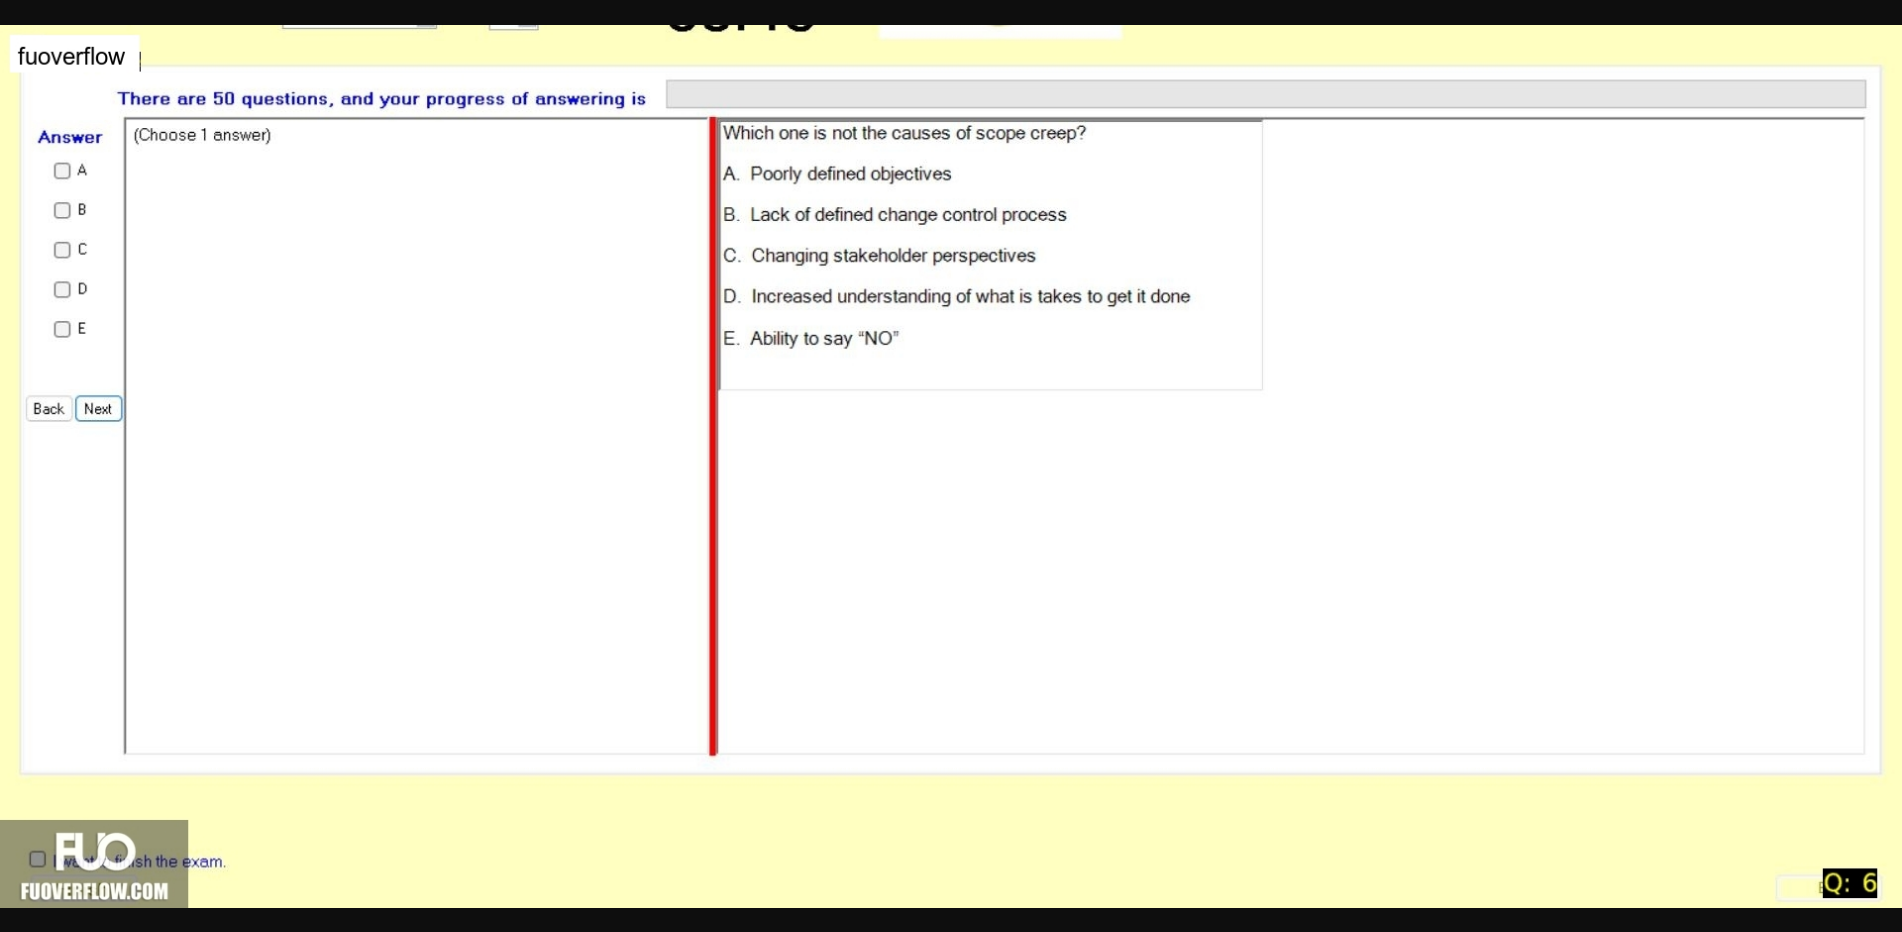 fuoverflow
There are 50 questions, and your progress of answering is
Answer
(Choose 1 answer)
A
B
C
D
E
Back Next
Which one is not the causes of scope creep?
A. Poorly defined objectives
B. Lack of defined change control process
C. Changing stakeholder perspectives
D. Increased understanding of what is takes to get it done
E. Ability to say “NO”
FUO
the exam.
FUOVERFLOW.COM
Q: 6